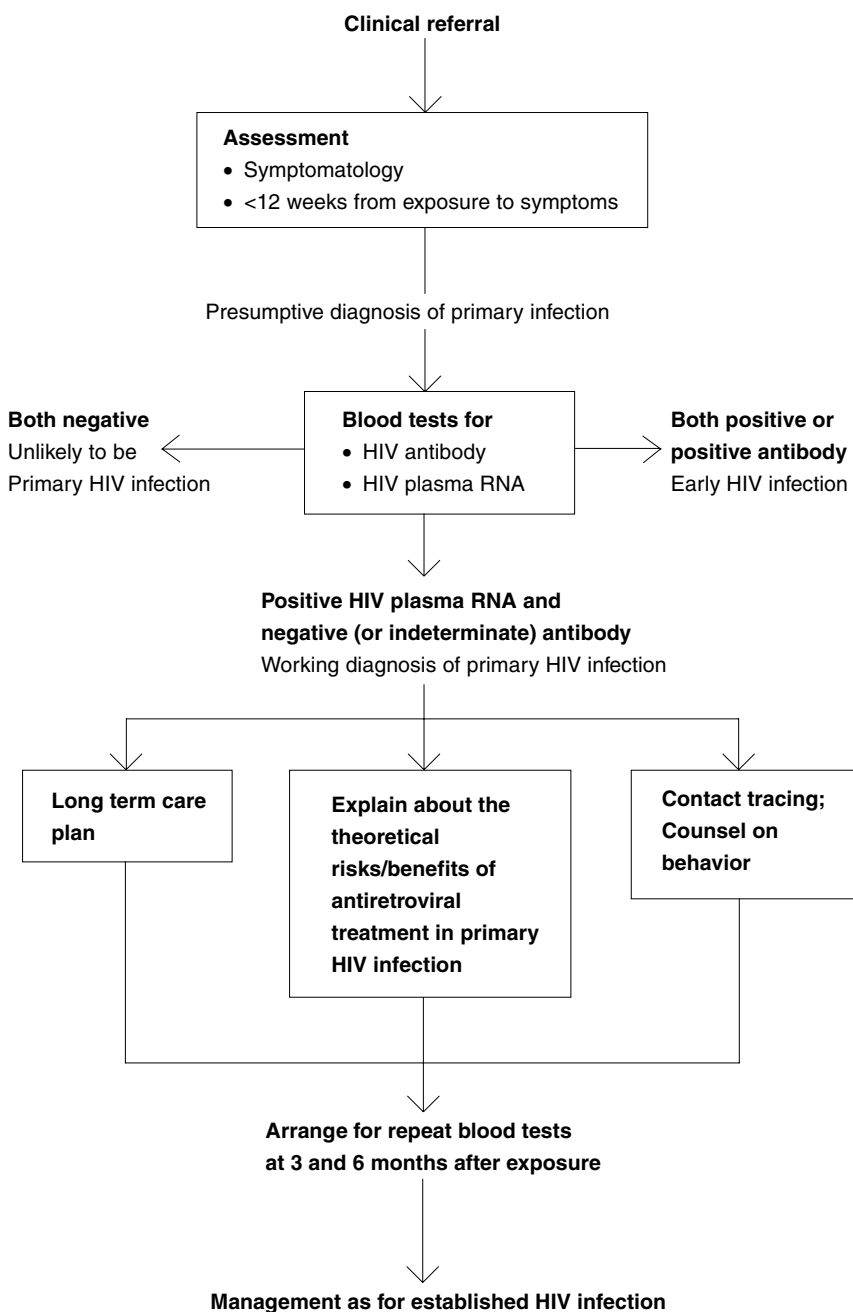 Clinical referral
Assessment
• Symptomatology
• <12 weeks from exposure to symptoms
Presumptive diagnosis of primary infection
Both negative
Unlikely to be
Primary HIV infection
Blood tests for
• HIV antibody
• HIV plasma RNA
Both positive or
positive antibody
Early HIV infection
Positive HIV plasma RNA and
negative (or indeterminate) antibody
Working diagnosis of primary HIV infection
Long term care
plan
Explain about the
theoretical
risks/benefits of
antiretroviral
treatment in primary
HIV infection
Contact tracing;
Counsel on
behavior
Arrange for repeat blood tests
at 3 and 6 months after exposure
Management as for established HIV infection